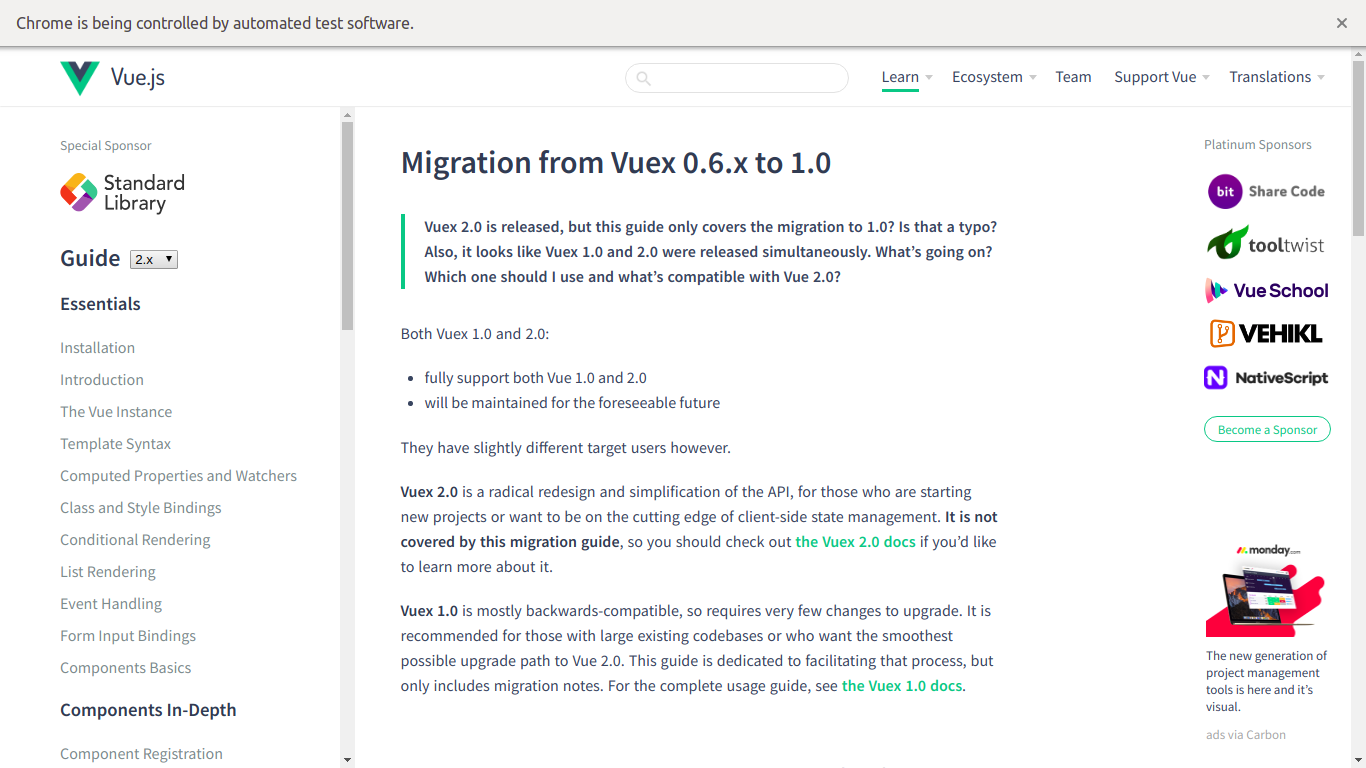 Chrome is being controlled by automated test software.
Vue.js
Learn
Ecosystem
Team
Support Vue
Translations
Special Sponsor
Standard
Library
Guide 2.x
Essentials
Installation
Introduction
The Vue Instance
Template Syntax
Computed Properties and Watchers
Class and Style Bindings
Conditional Rendering
List Rendering
Event Handling
Form Input Bindings
Components Basics
Components In-Depth
Component Registration
Migration from Vuex 0.6.x to 1.0
Vuex 2.0 is released, but this guide only covers the migration to 1.0? Is that a typo?
Also, it looks like Vuex 1.0 and 2.0 were released simultaneously. What’s going on?
Which one should I use and what’s compatible with Vue 2.0?
Both Vuex 1.0 and 2.0:
• fully support both Vue 1.0 and 2.0
• will be maintained for the foreseeable future
They have slightly different target users however.
Vuex 2.0 is a radical redesign and simplification of the API, for those who are starting
new projects or want to be on the cutting edge of client-side state management. It is not
covered by this migration guide, so you should check out the Vuex 2.0 docs if you’d like
to learn more about it.
Vuex 1.0 is mostly backwards-compatible, so requires very few changes to upgrade. It is
recommended for those with large existing codebases or who want the smoothest
possible upgrade path to Vue 2.0. This guide is dedicated to facilitating that process, but
only includes migration notes. For the complete usage guide, see the Vuex 1.0 docs.
Platinum Sponsors
bit Share Code
tooltwist
Vue School
VEHIKL
NativeScript
Become a Sponsor
monday.com
The new generation of
project management
tools is here and it’s
visual.
ads via Carbon